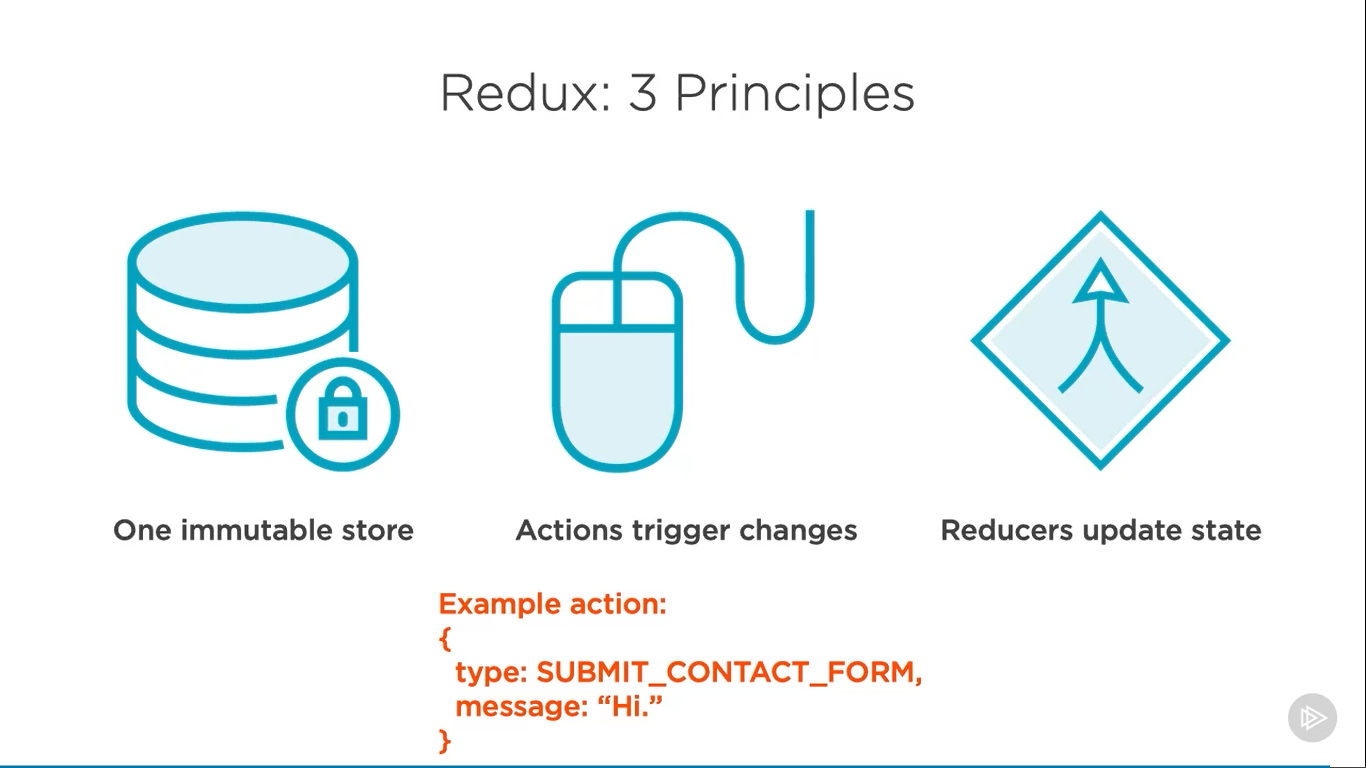 Redux: 3 Principles
One immutable store
Actions trigger changes
Reducers update state
Example action:
{
type: SUBMIT_CONTACT_FORM,
message: “Hi.”
}